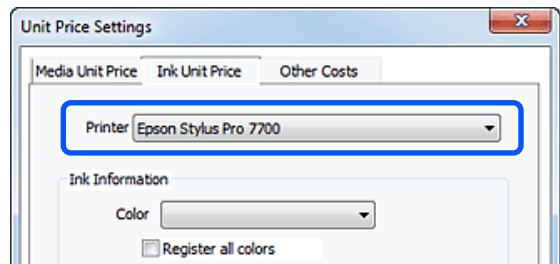 Unit Price Settings
Media Unit Price Ink Unit Price Other Costs
Printer Epson Stylus Pro 7700
Ink Information
Color
Register all colors